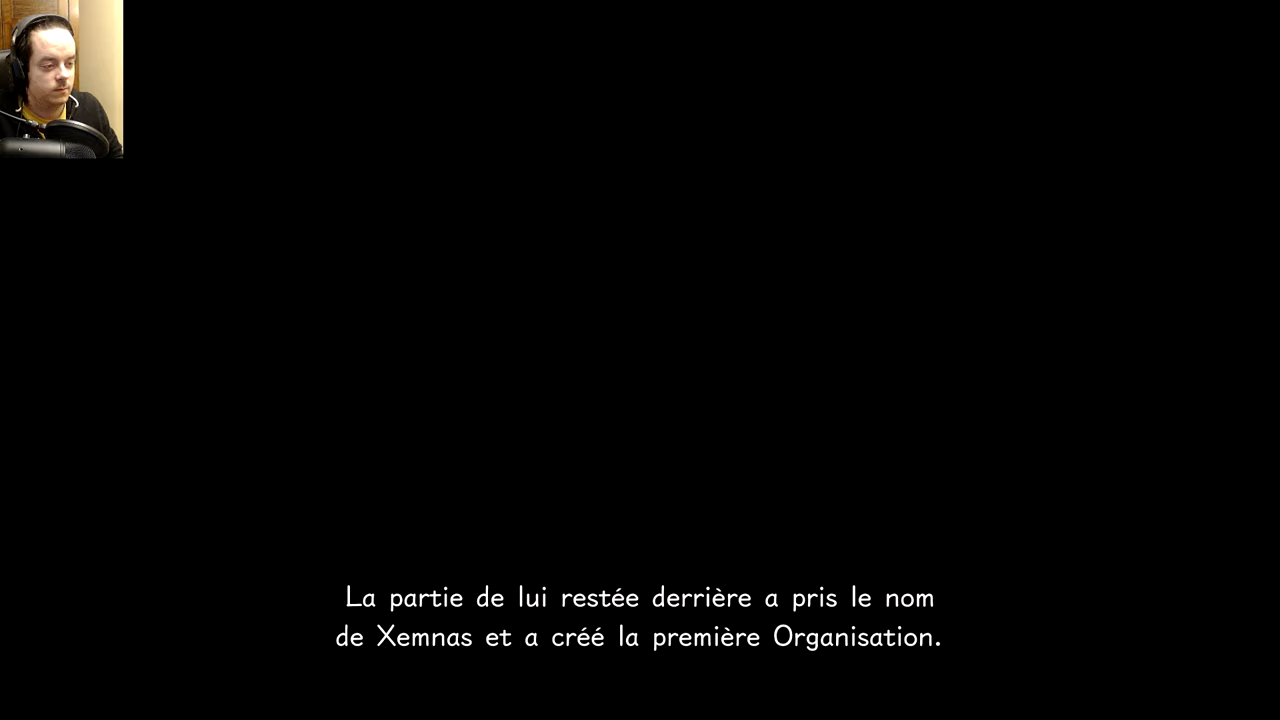 La partie de lui restée derrière a pris le nom
de Xemnas et a créé la première Organisation.